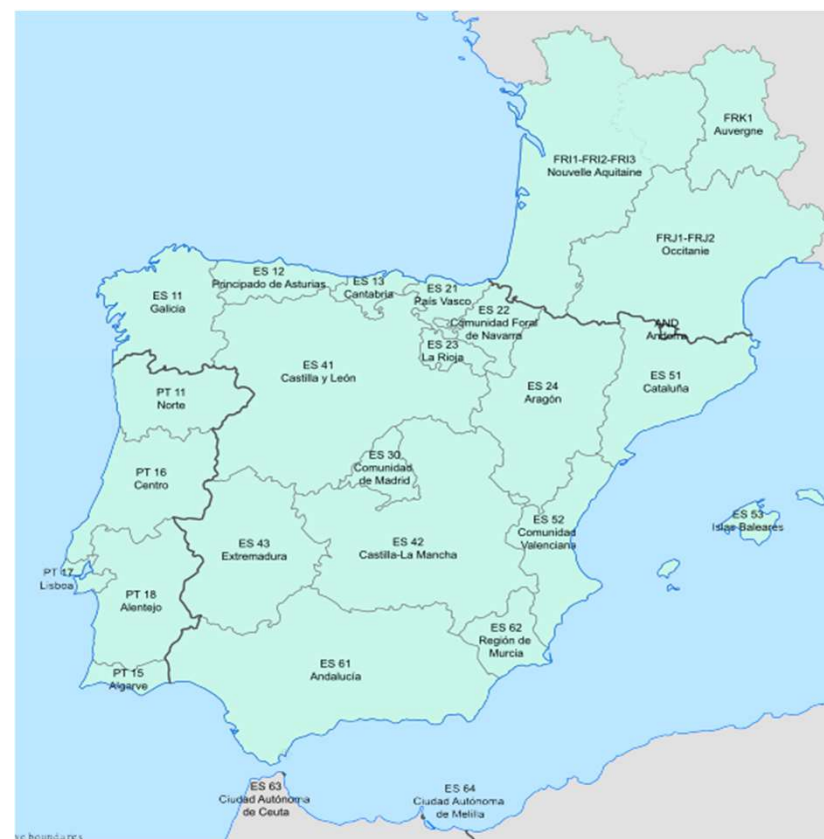 FRK1
Auvergne
FRI1-FRI2-FRI3
Nouvelle Aquitaine
FRJ1-FRJ2
Occitanie
ES 12
Principado de Asturias
ES 13
Cantabria
ES 21
País Vasco
ES 11
Galicia
ES 22
Comunidad Foral
de Navarra
AND
Andorra
ES 23
La Rioja
ES 41
Castilla y León
ES 51
Cataluña
ES 24
Aragón
PT 11
Norte
ES 30
Comunidad
de Madrid
PT 16
Centro
ES 53
Islas Baleares
ES 52
Comunidad
Valenciana
ES 43
Extremadura
ES 42
Castilla-La Mancha
PT 17
Lisboa
PT 18
Alentejo
ES 62
Región de
Murcia
ES 61
Andalucía
PT 15
Algarve
ES 63
Ciudad Autónoma
de Ceuta
ES 64
Ciudad Autónoma
de Melilla